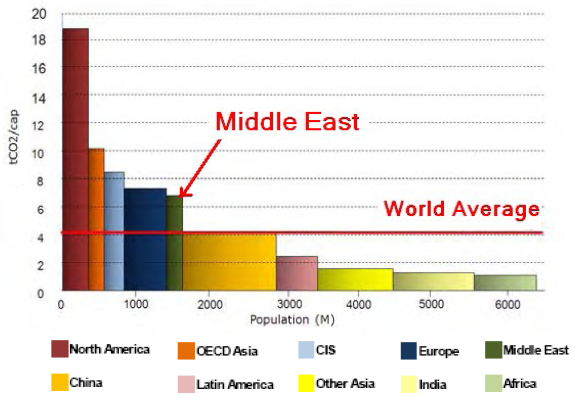 20
18
16
14
12
10
8
6
4
2
0
tCO2/cap
Middle East
World Average
0
1000
2000
3000
4000
5000
6000
Population (M)
North America
OECD Asia
CIS
Europe
Middle East
China
Latin America
Other Asia
India
Africa